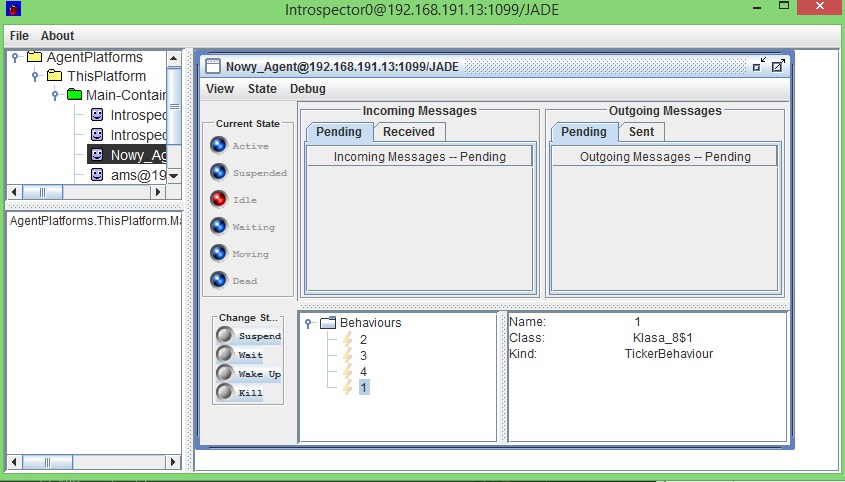 Introspector0@192.168.191.13:1099/JADE
File About
AgentPlatforms
ThisPlatform
Main-Contain
Introspec
Introspec
Nowy_Ag
ams@19
AgentPlatforms.ThisPlatform.Ma
Nowy_Agent@192.168.191.13:1099/JADE
View State Debug
Current State
Active
Suspended
Idle
Waiting
Moving
Dead
Change St...
Suspend
Wait
Wake Up
Kill
Incoming Messages
Pending Received
Incoming Messages -- Pending
Outgoing Messages
Pending Sent
Outgoing Messages -- Pending
Behaviours
2
3
4
1
Name: 1
Class: Klasa_8$1
Kind: TickerBehaviour